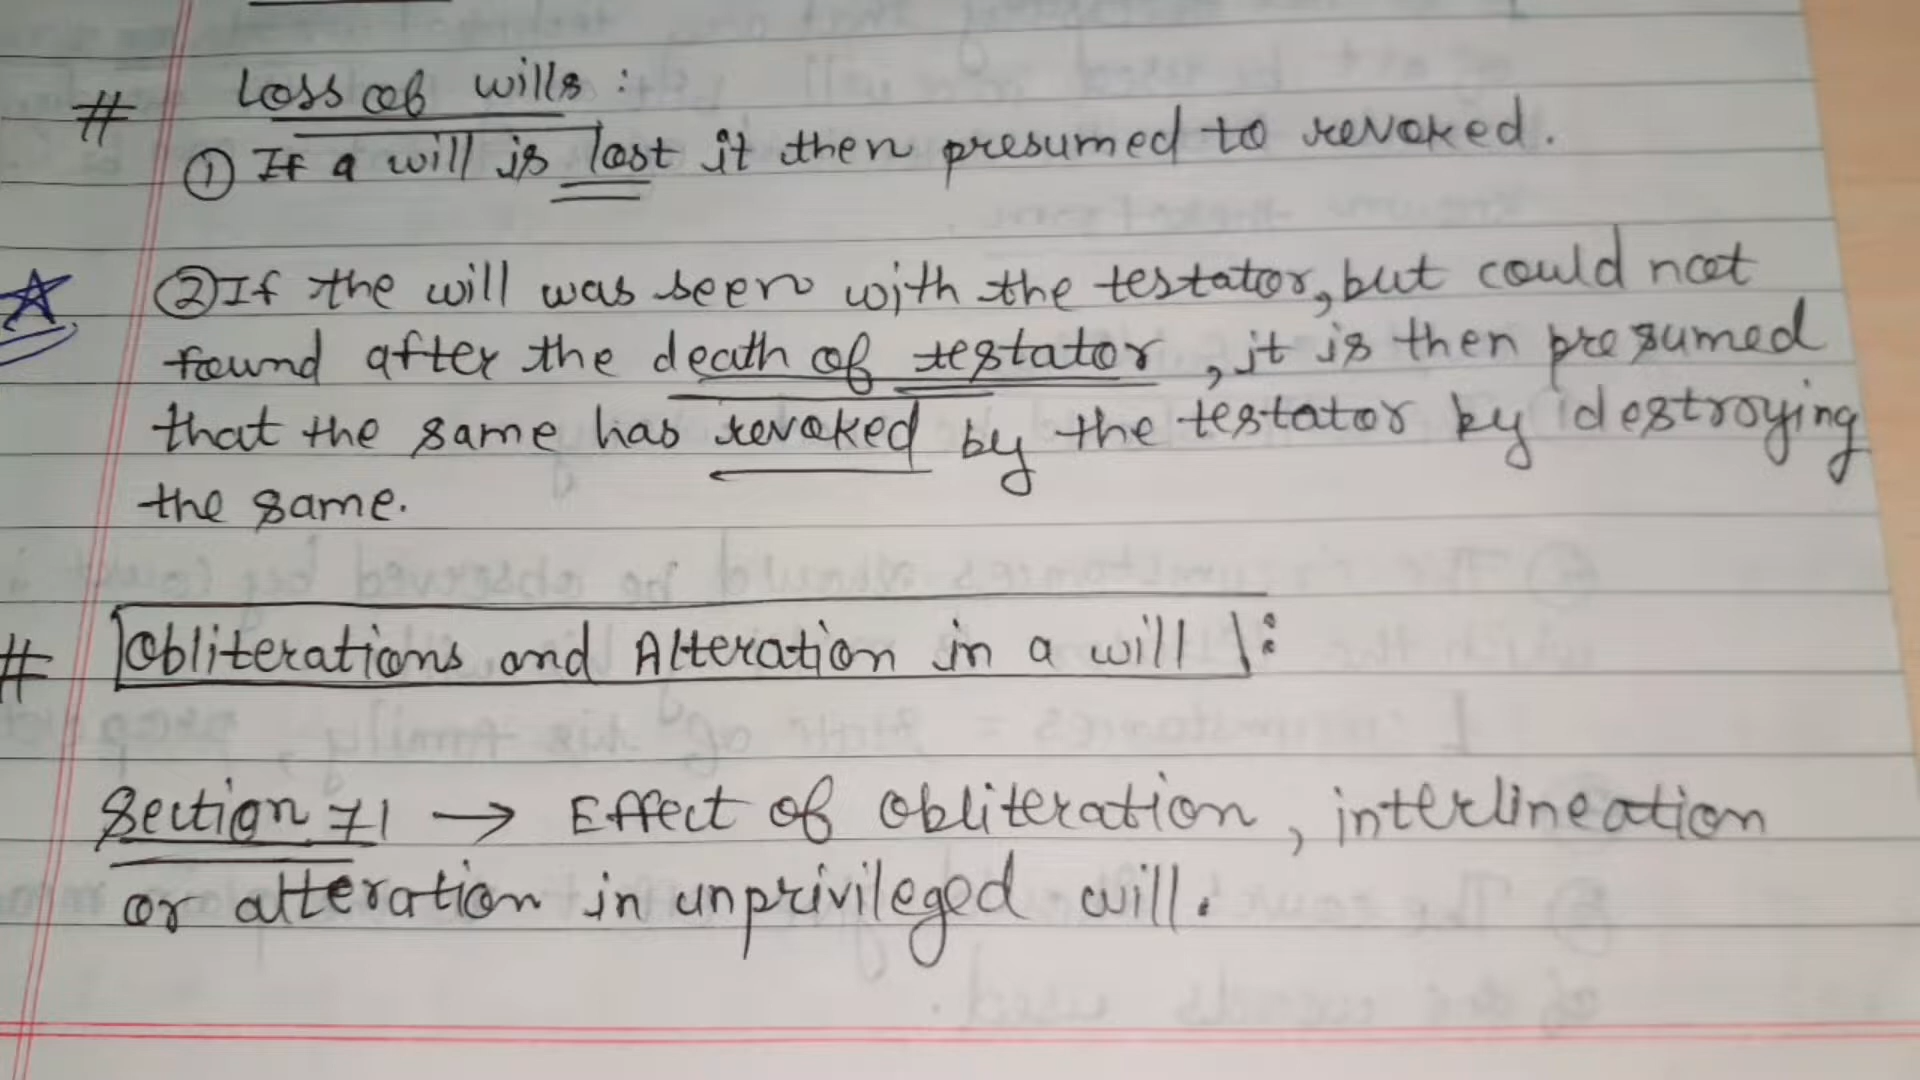 # Loss of wills :
① If a will is lost it then presumed to revoked.
② If the will was seen with the testator, but could not
found after the death of testator, it is then presumed
that the same has revoked by the testator by destroying
the same.
# Obliterations and Alteration in a will :
Section 71 → Effect of obliteration, interlineation
or alteration in unprivileged will.